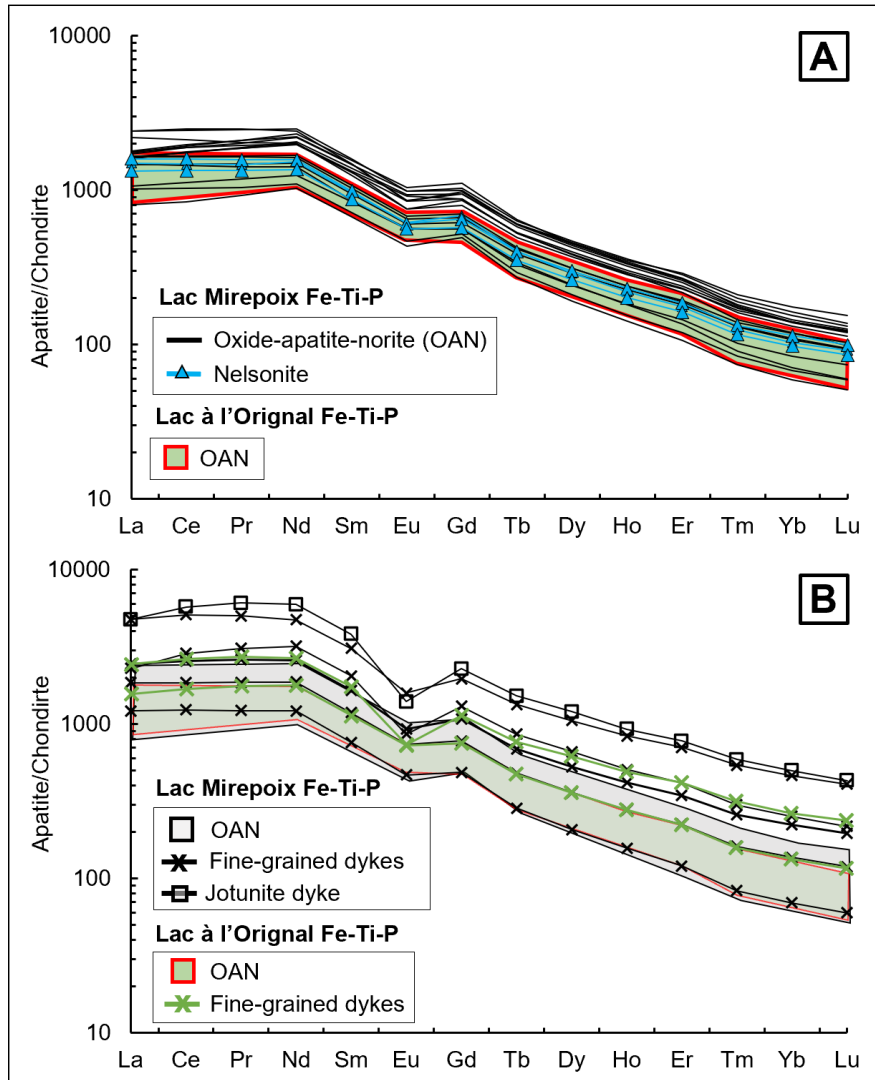 A
10000
1000
100
10
Apatite//Chondirte
Lac Mirepoix Fe-Ti-P
Oxide-apatite-norite (OAN)
Nelsonite
Lac à l'Orignal Fe-Ti-P
OAN
La Ce Pr Nd Sm Eu Gd Tb Dy Ho Er Tm Yb Lu
B
10000
1000
100
10
Apatite/Chondirte
Lac Mirepoix Fe-Ti-P
OAN
Fine-grained dykes
Jotunite dyke
Lac à l'Orignal Fe-Ti-P
OAN
Fine-grained dykes
La Ce Pr Nd Sm Eu Gd Tb Dy Ho Er Tm Yb Lu